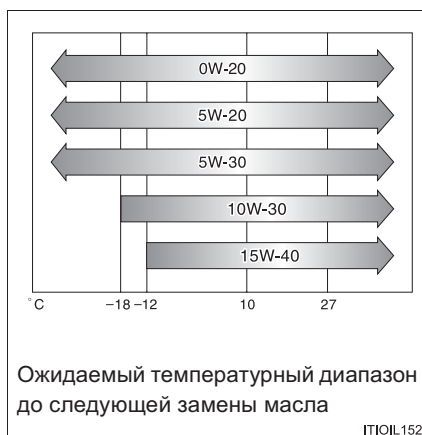 0W-20
5W-20
5W-30
10W-30
15W-40
°C −18 −12 10 27
Ожидаемый температурный диапазон
до следующей замены масла
ITIOIL152